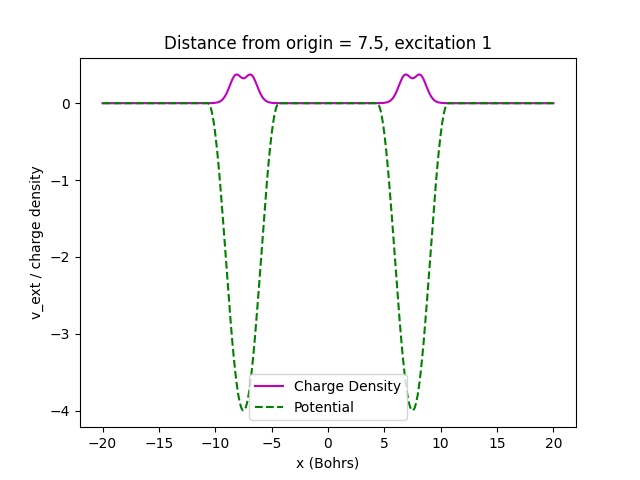 Distance from origin = 7.5, excitation 1
v_ext / charge density
0
−1
−2
−3
−4
Charge Density
Potential
−20
−15
−10
−5
0
5
10
15
20
x (Bohrs)